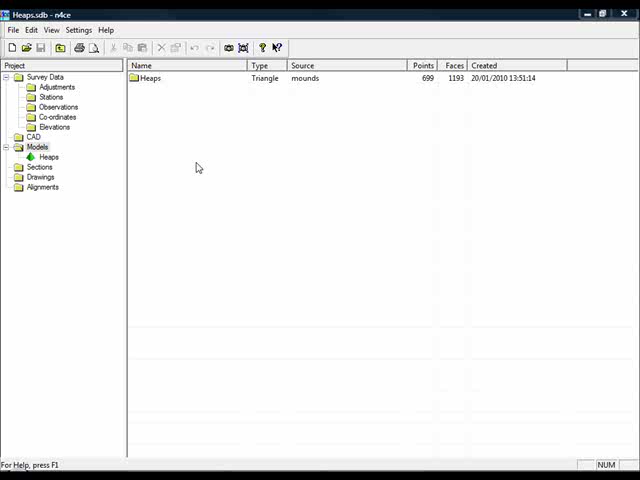 Heaps.sdb - n4ce
File Edit View Settings Help
Project
Survey Data
Adjustments
Stations
Observations
Co-ordinates
Elevations
CAD
Models
Heaps
Sections
Drawings
Alignments
Name Type Source Points Faces Created
Heaps Triangle mounds 699 1193 20/01/2010 13:51:14
For Help, press F1
NUM